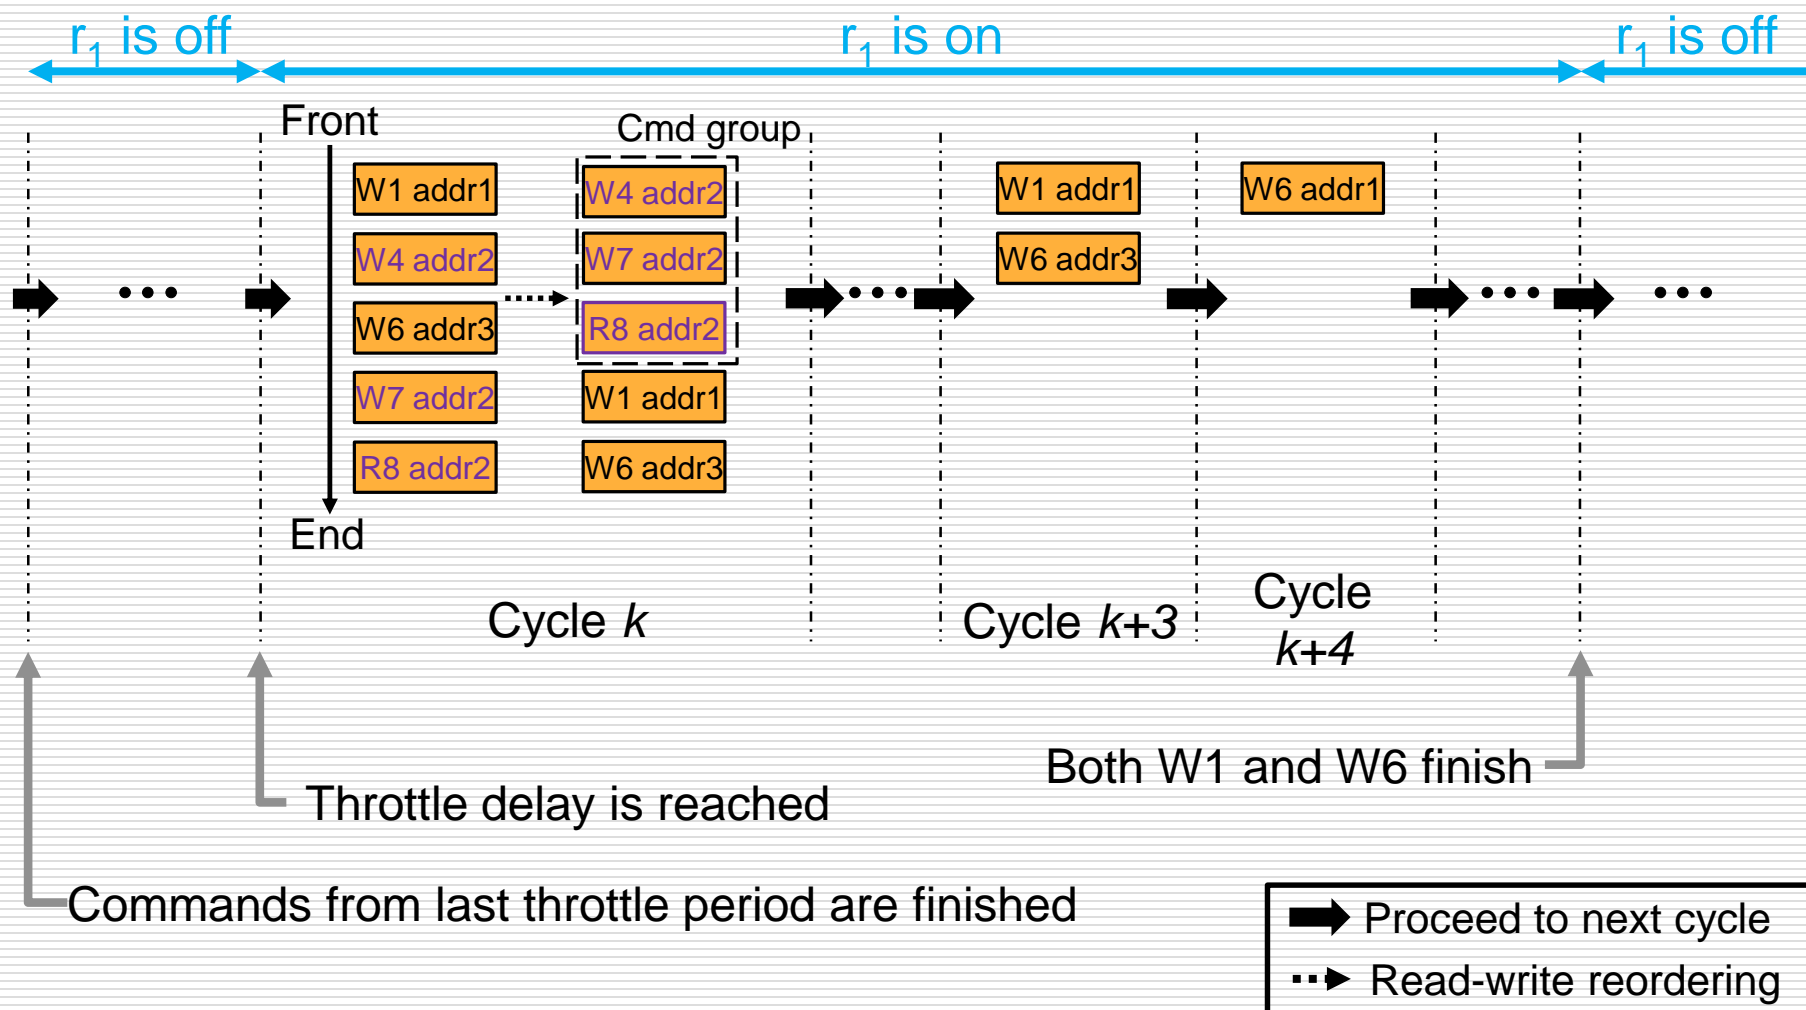 r1 is off
r1 is on
r1 is off
Front
Cmd group
W1 addr1
W4 addr2
W6 addr3
W7 addr2
R8 addr2
End
W4 addr2
W7 addr2
R8 addr2
W1 addr1
W6 addr3
W1 addr1
W6 addr3
W6 addr1
Cycle k
Cycle k+3
Cycle
k+4
Both W1 and W6 finish
Throttle delay is reached
Commands from last throttle period are finished
Proceed to next cycle
Read-write reordering